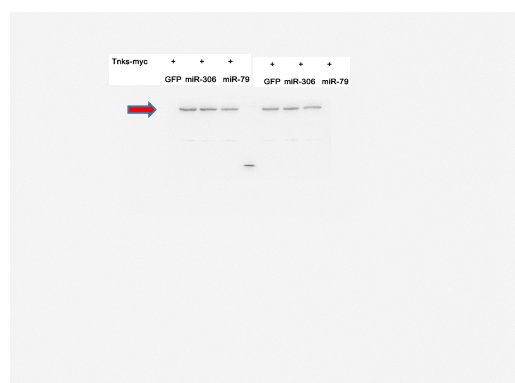 Tnks-myc + + + + + +
GFP miR-306 miR-79 GFP miR-306 miR-79